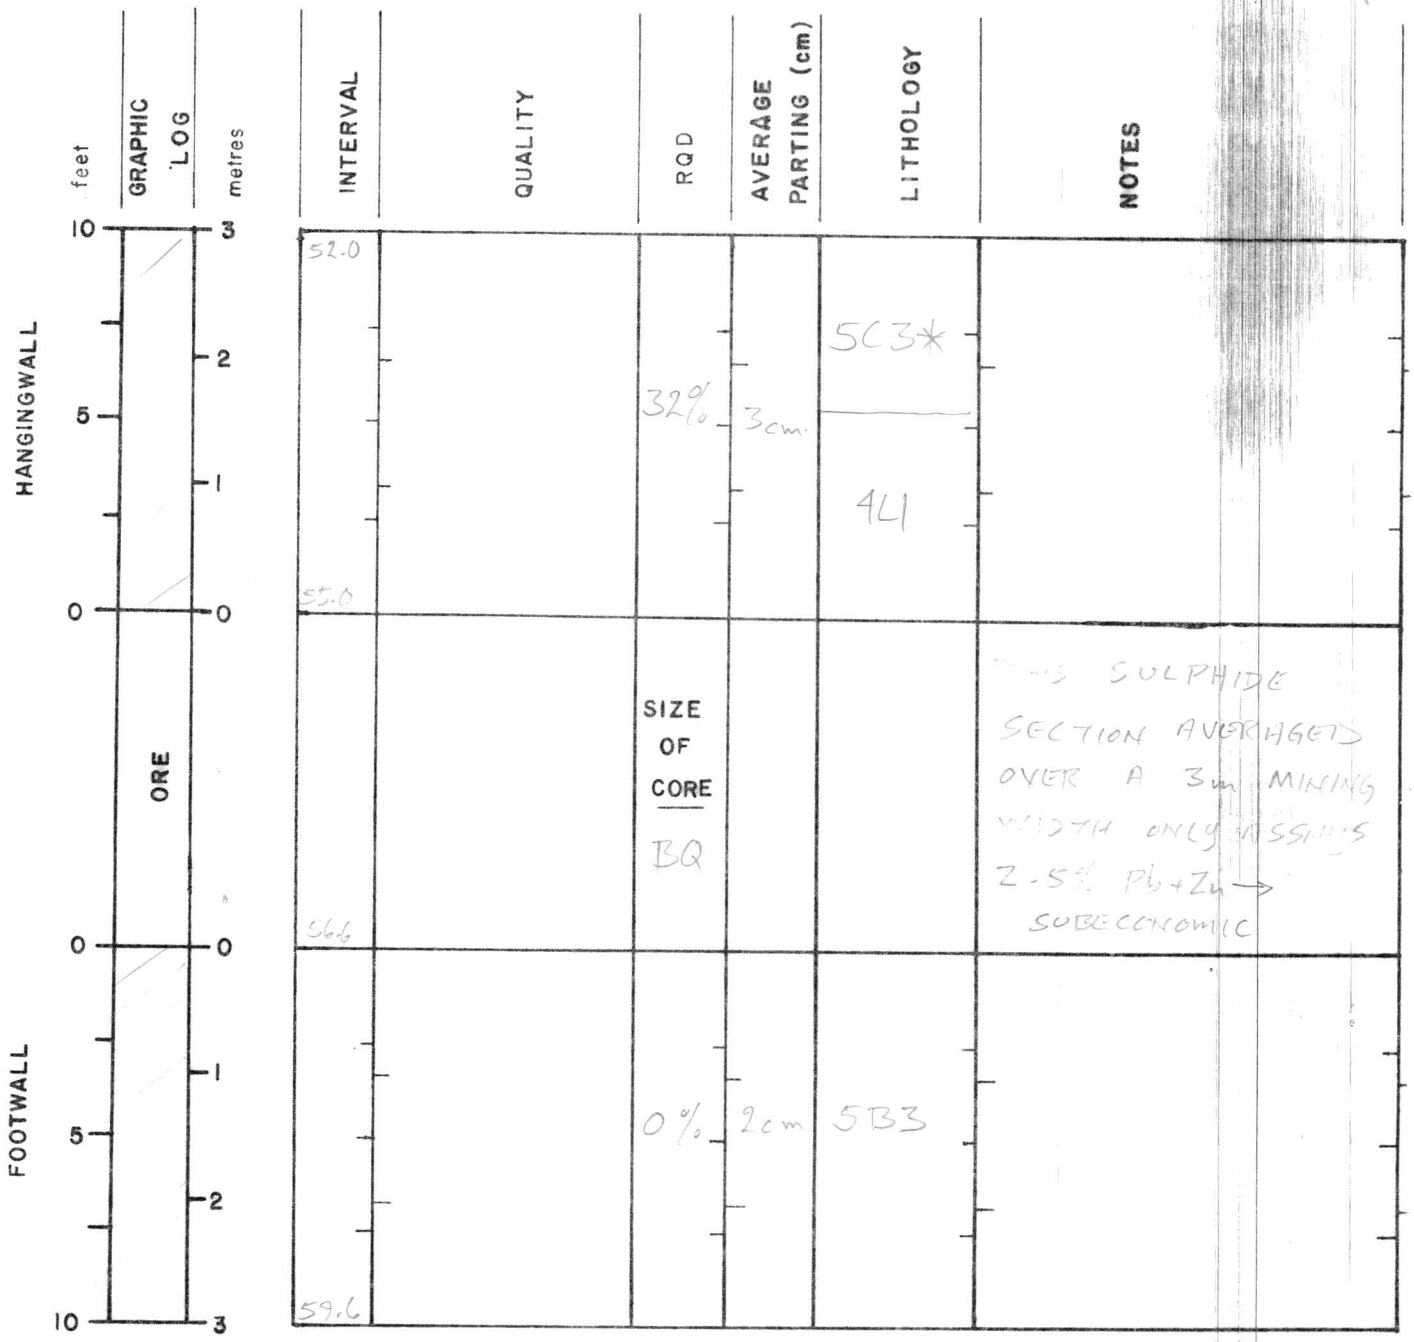 feet
GRAPHIC LOG
metres
INTERVAL
QUALITY
RQD
AVERAGE PARTING (cm)
LITHOLOGY
NOTES
HANGINGWALL
10
5
0
3
2
1
0
52.0
55.0
32%
3cm.
5C3*
4L1
ORE
SIZE
OF
CORE
BQ
SULPHIDE
SECTION AVERAGED
OVER A 3m MINING
WIDTH ONLY ASSAYS
2.5% Pb+Zn →
SUBECONOMIC
56.6
FOOTWALL
0
5
10
0
1
2
3
0%
2cm
5B3
59.6